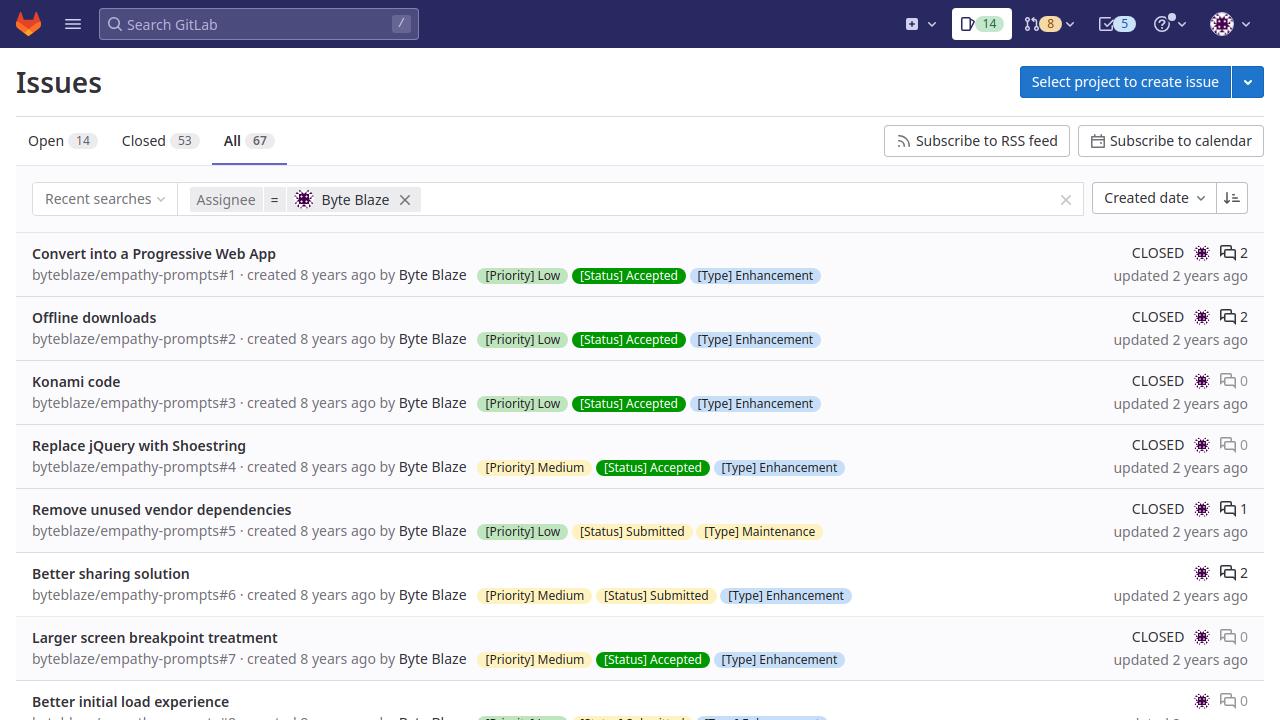 Search GitLab /
14 8 5
Issues
Select project to create issue
Open 14 Closed 53 All 67
Subscribe to RSS feed Subscribe to calendar
Recent searches Assignee = Byte Blaze Created date
Convert into a Progressive Web App CLOSED 2
byteblaze/empathy-prompts#1 · created 8 years ago by Byte Blaze [Priority] Low [Status] Accepted [Type] Enhancement updated 2 years ago
Offline downloads CLOSED 2
byteblaze/empathy-prompts#2 · created 8 years ago by Byte Blaze [Priority] Low [Status] Accepted [Type] Enhancement updated 2 years ago
Konami code CLOSED 0
byteblaze/empathy-prompts#3 · created 8 years ago by Byte Blaze [Priority] Low [Status] Accepted [Type] Enhancement updated 2 years ago
Replace jQuery with Shoestring CLOSED 0
byteblaze/empathy-prompts#4 · created 8 years ago by Byte Blaze [Priority] Medium [Status] Accepted [Type] Enhancement updated 2 years ago
Remove unused vendor dependencies CLOSED 1
byteblaze/empathy-prompts#5 · created 8 years ago by Byte Blaze [Priority] Low [Status] Submitted [Type] Maintenance updated 2 years ago
Better sharing solution 2
byteblaze/empathy-prompts#6 · created 8 years ago by Byte Blaze [Priority] Medium [Status] Submitted [Type] Enhancement updated 2 years ago
Larger screen breakpoint treatment CLOSED 0
byteblaze/empathy-prompts#7 · created 8 years ago by Byte Blaze [Priority] Medium [Status] Accepted [Type] Enhancement updated 2 years ago
Better initial load experience 0